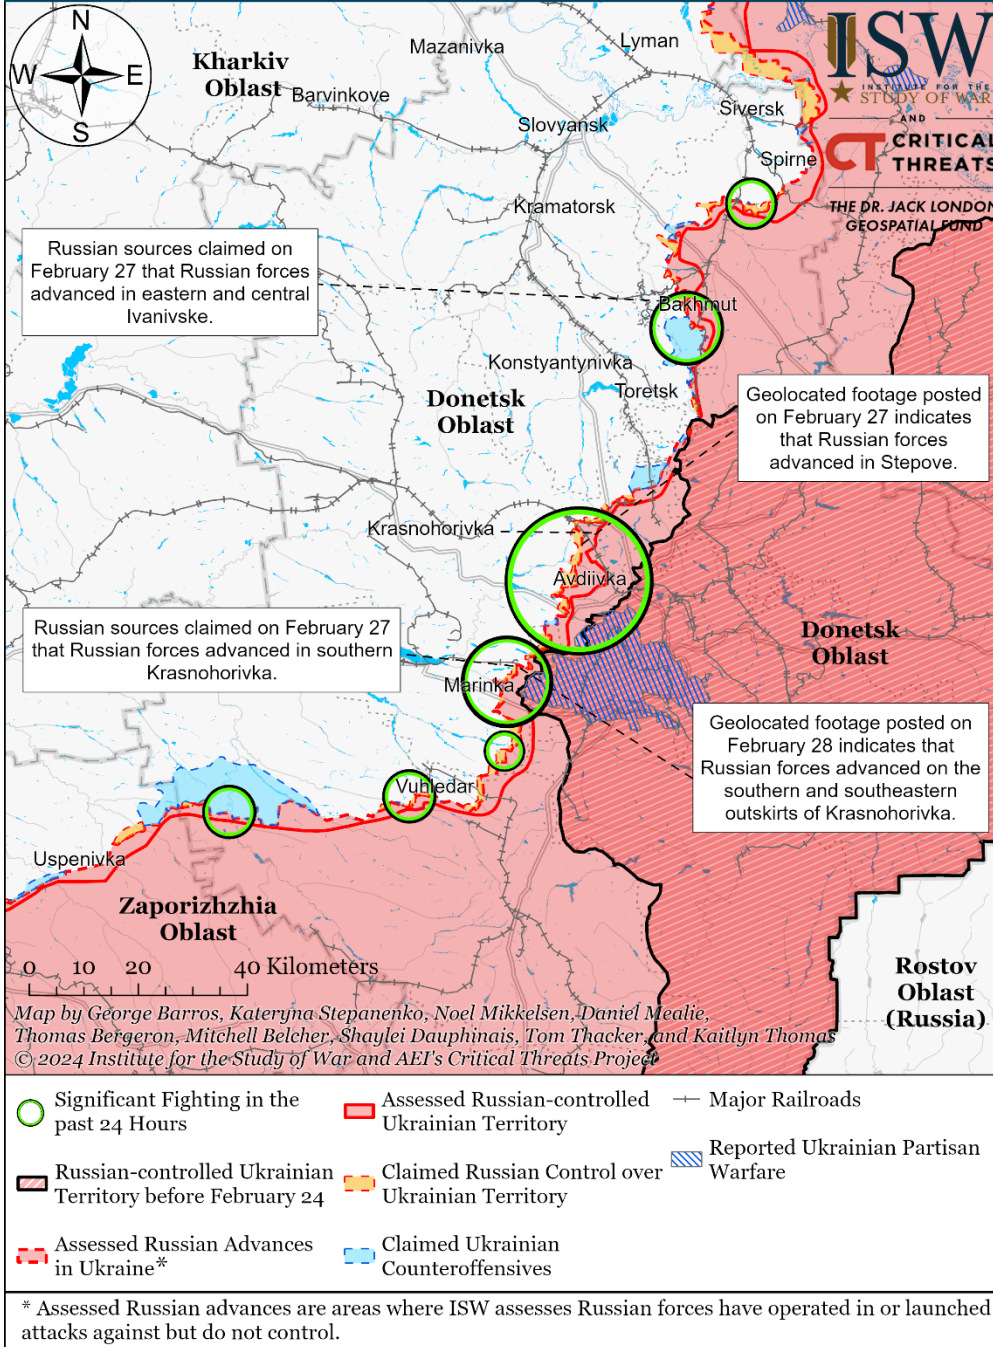 N
W
E
S
Kharkiv
Oblast
Mazanivka
Lyman
Barvinkove
Slovyansk
Siversk
Spirne
Kramatorsk
ISW
INSTITUTE FOR THE
STUDY OF WAR
AND
CT CRITICAL
THREATS
THE DR. JACK LONDON
GEOSPATIAL FUND
Russian sources claimed on
February 27 that Russian forces
advanced in eastern and central
Ivanivske.
Bakhmut
Konstyantynivka
Toretsk
Donetsk
Oblast
Geolocated footage posted
on February 27 indicates
that Russian forces
advanced in Stepove.
Krasnohorivka
Avdiivka
Russian sources claimed on February 27
that Russian forces advanced in southern
Krasnohorivka.
Donetsk
Oblast
Marinka
Geolocated footage posted on
February 28 indicates that
Russian forces advanced on the
southern and southeastern
outskirts of Krasnohorivka.
Vuhledar
Uspenivka
Zaporizhzhia
Oblast
Rostov
Oblast
(Russia)
0 10 20 40 Kilometers
Map by George Barros, Kateryna Stepanenko, Noel Mikkelsen, Daniel Mealie,
Thomas Bergeron, Mitchell Belcher, Shaylei Dauphinais, Tom Thacker, and Kaitlyn Thomas
© 2024 Institute for the Study of War and AEI's Critical Threats Project
Significant Fighting in the
past 24 Hours
Russian-controlled Ukrainian
Territory before February 24
Assessed Russian Advances
in Ukraine*
Assessed Russian-controlled
Ukrainian Territory
Claimed Russian Control over
Ukrainian Territory
Claimed Ukrainian
Counteroffensives
Major Railroads
Reported Ukrainian Partisan
Warfare
* Assessed Russian advances are areas where ISW assesses Russian forces have operated in or launched
attacks against but do not control.